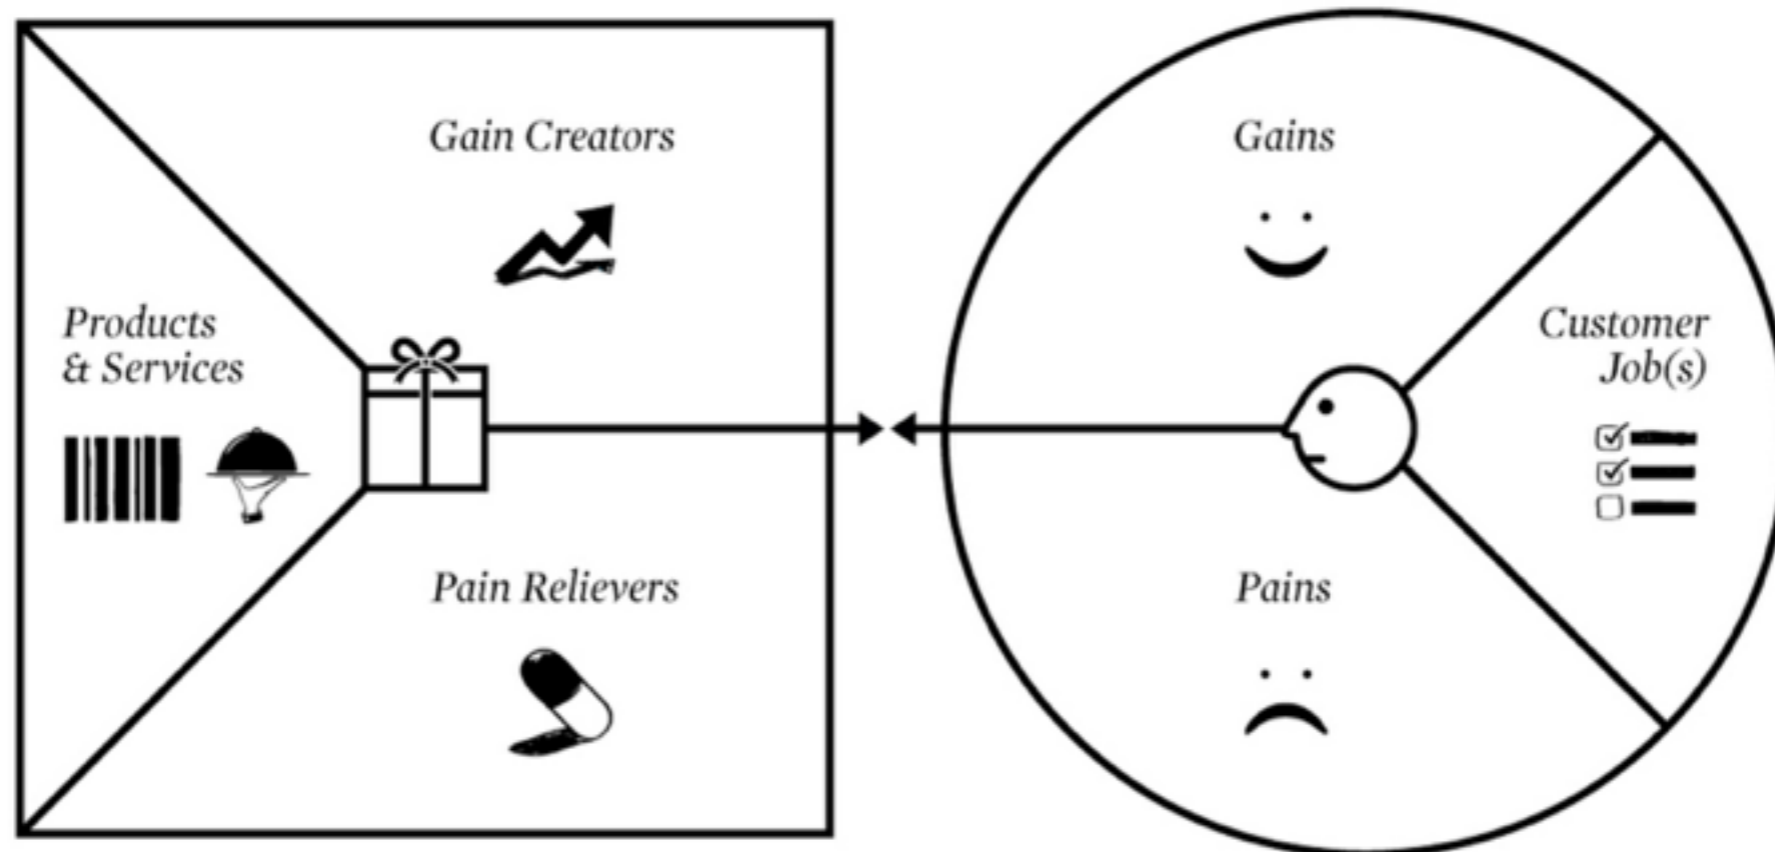 Gain Creators
Products
& Services
Pain Relievers
Gains
Customer
Job(s)
Pains